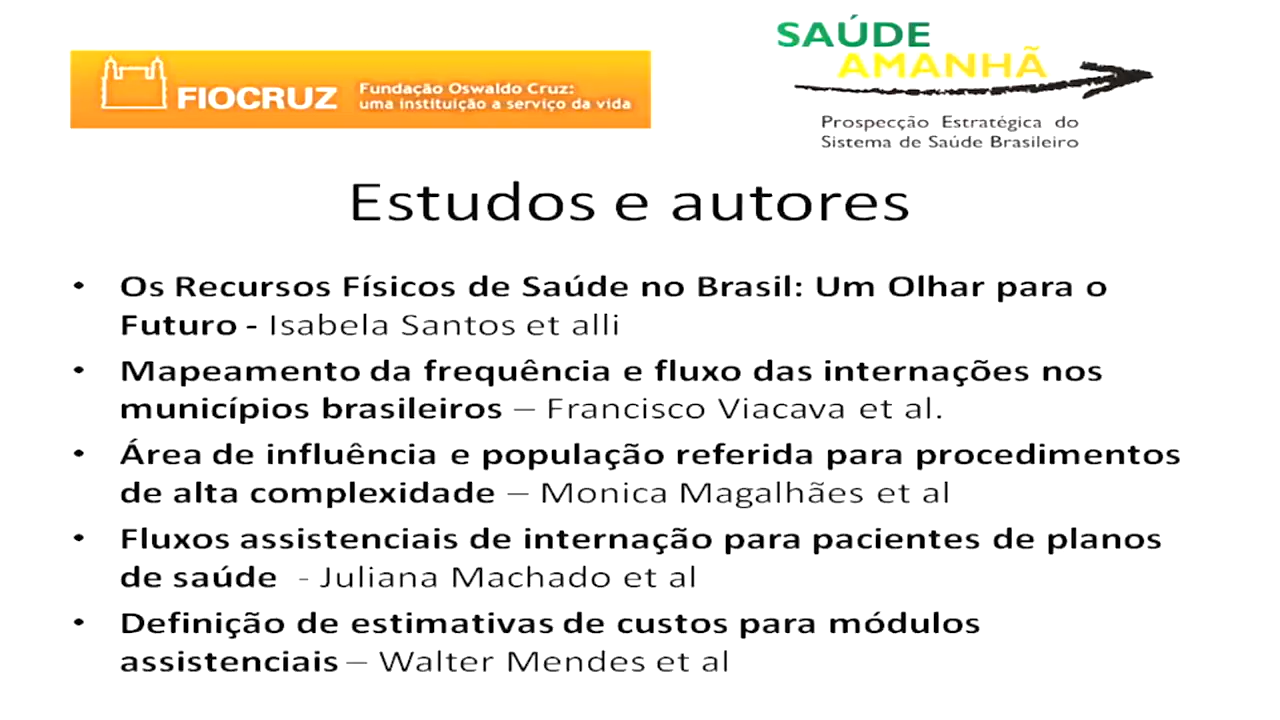 FIOCRUZ
Fundação Oswaldo Cruz:
uma instituição a serviço da vida
SAÚDE
AMANHÃ
Prospecção Estratégica do
Sistema de Saúde Brasileiro
Estudos e autores
• Os Recursos Físicos de Saúde no Brasil: Um Olhar para o
Futuro - Isabela Santos et alli
• Mapeamento da frequência e fluxo das internações nos
municípios brasileiros – Francisco Viacava et al.
• Área de influência e população referida para procedimentos
de alta complexidade – Monica Magalhães et al
• Fluxos assistenciais de internação para pacientes de planos
de saúde - Juliana Machado et al
• Definição de estimativas de custos para módulos
assistenciais – Walter Mendes et al